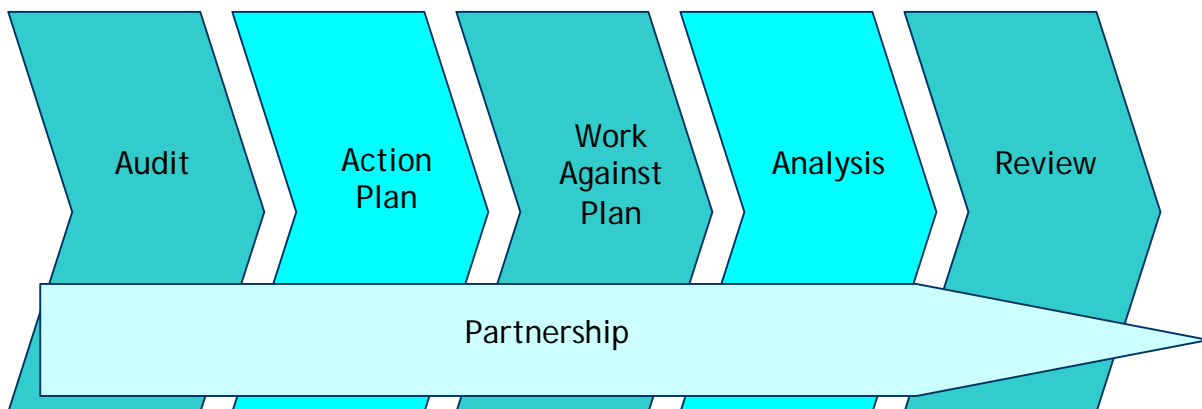 Audit
Action
Plan
Work
Against
Plan
Analysis
Review
Partnership